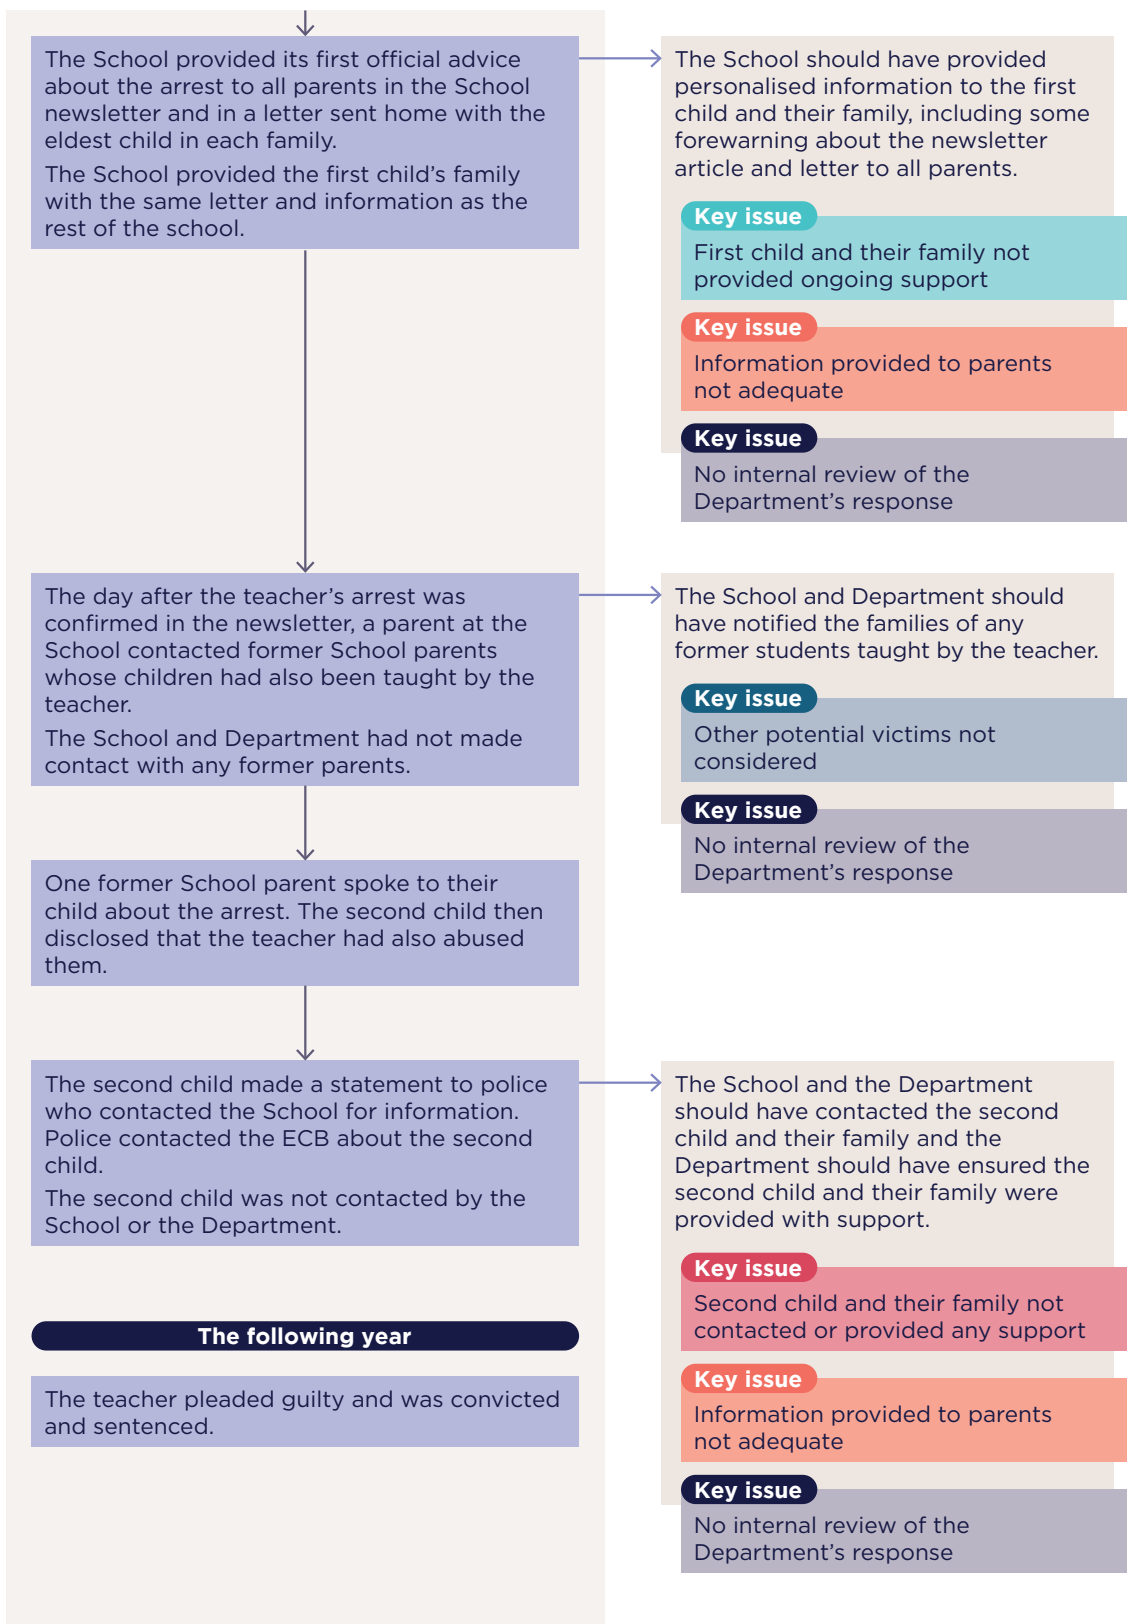 The School provided its first official advice
about the arrest to all parents in the School
newsletter and in a letter sent home with the
eldest child in each family.
The School provided the first child’s family
with the same letter and information as the
rest of the school.
The School should have provided
personalised information to the first
child and their family, including some
forewarning about the newsletter
article and letter to all parents.
Key issue
First child and their family not
provided ongoing support
Key issue
Information provided to parents
not adequate
Key issue
No internal review of the
Department’s response
The day after the teacher’s arrest was
confirmed in the newsletter, a parent at the
School contacted former School parents
whose children had also been taught by the
teacher.
The School and Department had not made
contact with any former parents.
The School and Department should
have notified the families of any
former students taught by the teacher.
Key issue
Other potential victims not
considered
Key issue
No internal review of the
Department’s response
One former School parent spoke to their
child about the arrest. The second child then
disclosed that the teacher had also abused
them.
The second child made a statement to police
who contacted the School for information.
Police contacted the ECB about the second
child.
The second child was not contacted by the
School or the Department.
The School and the Department
should have contacted the second
child and their family and the
Department should have ensured the
second child and their family were
provided with support.
Key issue
Second child and their family not
contacted or provided any support
Key issue
Information provided to parents
not adequate
Key issue
No internal review of the
Department’s response
The following year
The teacher pleaded guilty and was convicted
and sentenced.